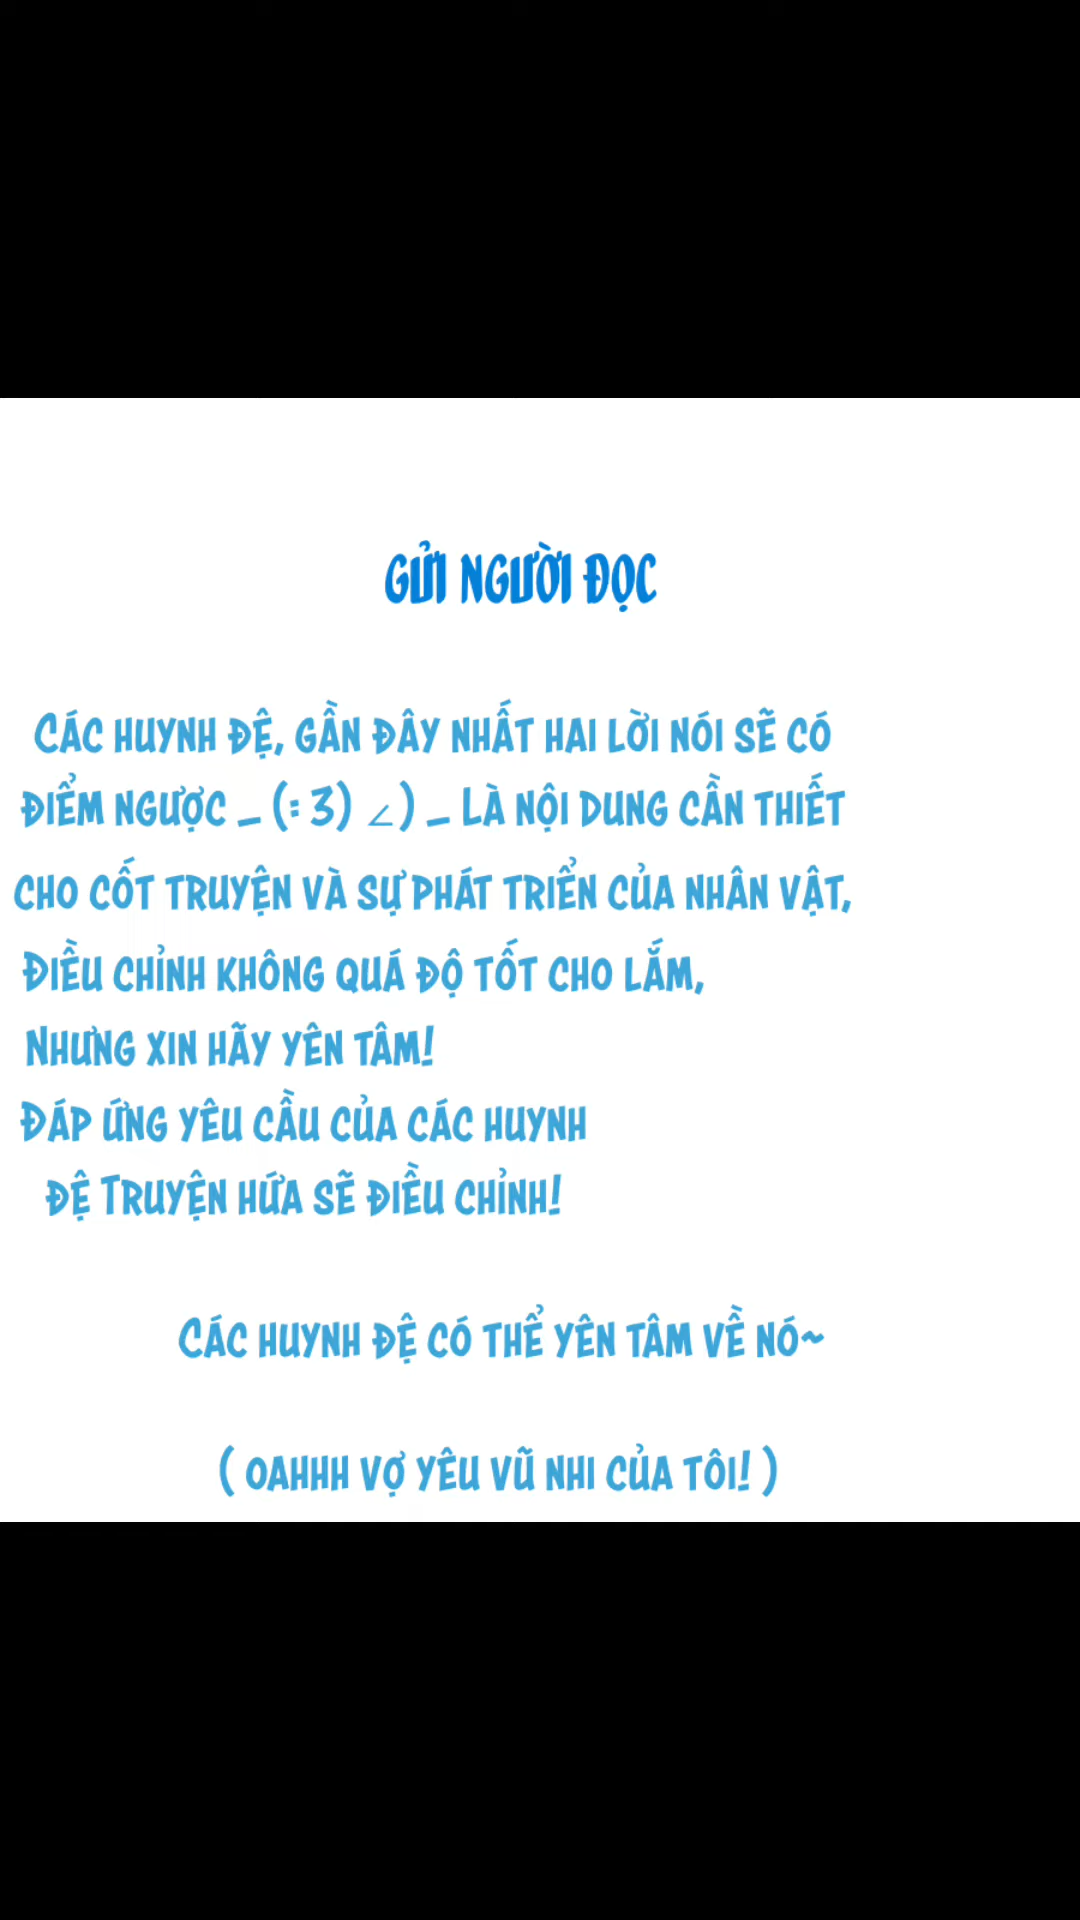 GỬI NGƯỜI ĐỌC
CÁC HUYNH ĐỆ, GẦN ĐÂY NHẤT HAI LỜI NÓI SẼ CÓ
ĐIỂM NGƯỢC _ (: 3) ∠) _ LÀ NỘI DUNG CẦN THIẾT
CHO CỐT TRUYỆN VÀ SỰ PHÁT TRIỂN CỦA NHÂN VẬT,
ĐIỀU CHỈNH KHÔNG QUÁ ĐỘ TỐT CHO LẮM,
NHƯNG XIN HÃY YÊN TÂM!
ĐÁP ỨNG YÊU CẦU CỦA CÁC HUYNH
ĐỆ TRUYỆN HỨA SẼ ĐIỀU CHỈNH!
CÁC HUYNH ĐỆ CÓ THỂ YÊN TÂM VỀ NÓ~
( OAHHH VỢ YÊU VŨ NHI CỦA TÔI! )